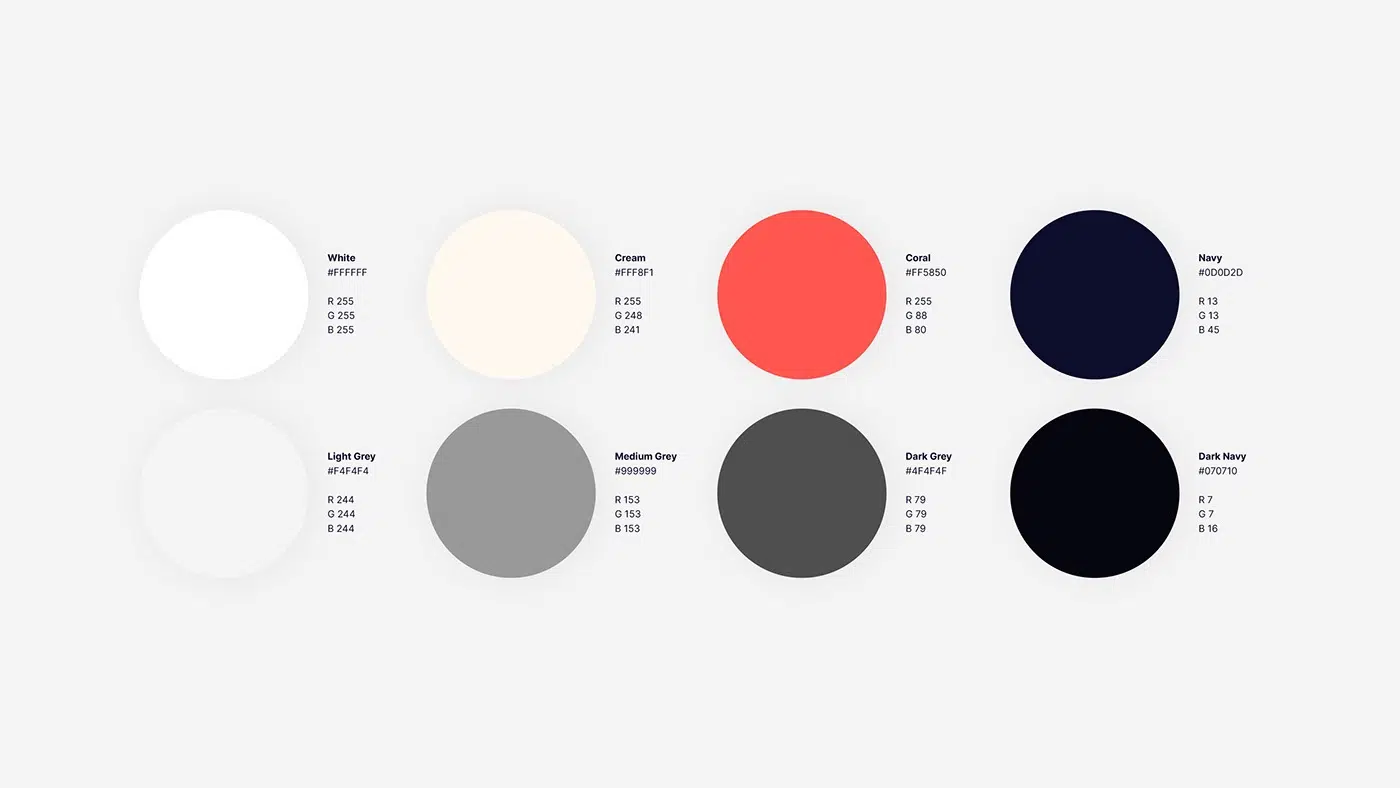 White
#FFFFFF
R 255
G 255
B 255
Cream
#FFF8F1
R 255
G 248
B 241
Coral
#FF5850
R 255
G 88
B 80
Navy
#0D0D2D
R 13
G 13
B 45
Light Grey
#F4F4F4
R 244
G 244
B 244
Medium Grey
#999999
R 153
G 153
B 153
Dark Grey
#4F4F4F
R 79
G 79
B 79
Dark Navy
#070710
R 7
G 7
B 16